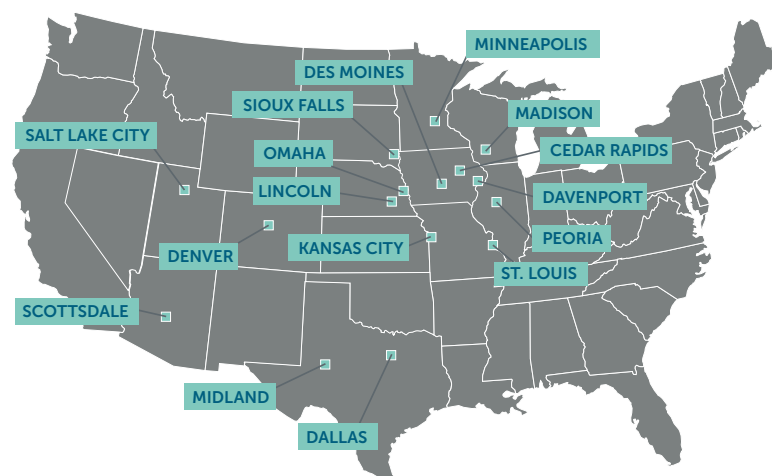 MINNEAPOLIS
DES MOINES
SIOUX FALLS
MADISON
SALT LAKE CITY
CEDAR RAPIDS
OMAHA
LINCOLN
DAVENPORT
PEORIA
KANSAS CITY
DENVER
ST. LOUIS
SCOTTSDALE
MIDLAND
DALLAS